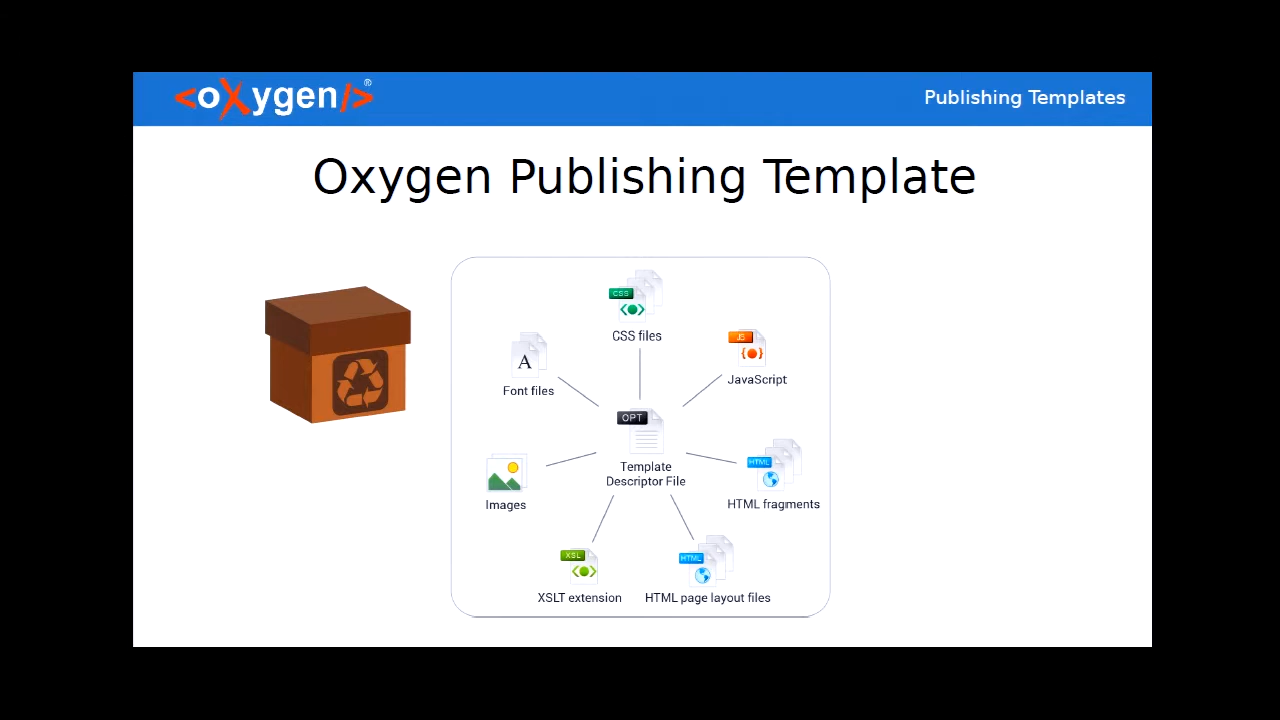 <oXygen/>®
Publishing Templates
Oxygen Publishing Template
CSS
CSS files
JS
JavaScript
A
Font files
OPT
Template
Descriptor File
HTML
HTML fragments
Images
XSL
XSLT extension
HTML
HTML page layout files